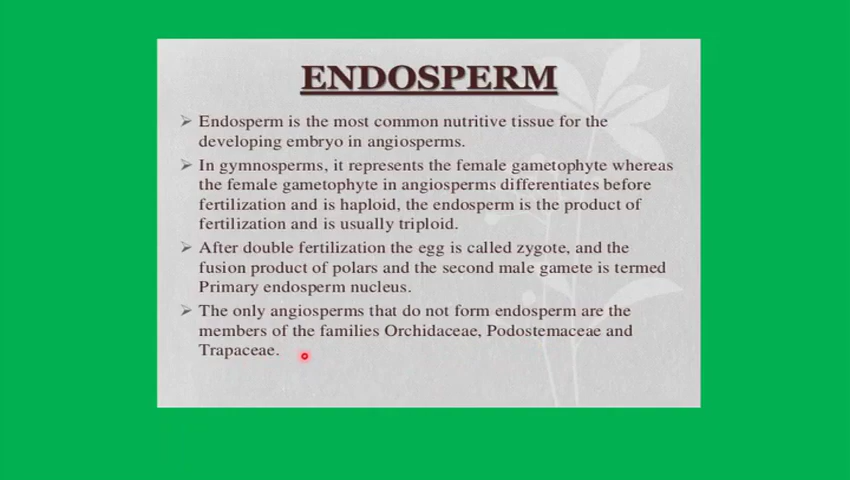 ENDOSPERM
➢ Endosperm is the most common nutritive tissue for the
developing embryo in angiosperms.
➢ In gymnosperms, it represents the female gametophyte whereas
the female gametophyte in angiosperms differentiates before
fertilization and is haploid, the endosperm is the product of
fertilization and is usually triploid.
➢ After double fertilization the egg is called zygote, and the
fusion product of polars and the second male gamete is termed
Primary endosperm nucleus.
➢ The only angiosperms that do not form endosperm are the
members of the families Orchidaceae, Podostemaceae and
Trapaceae.